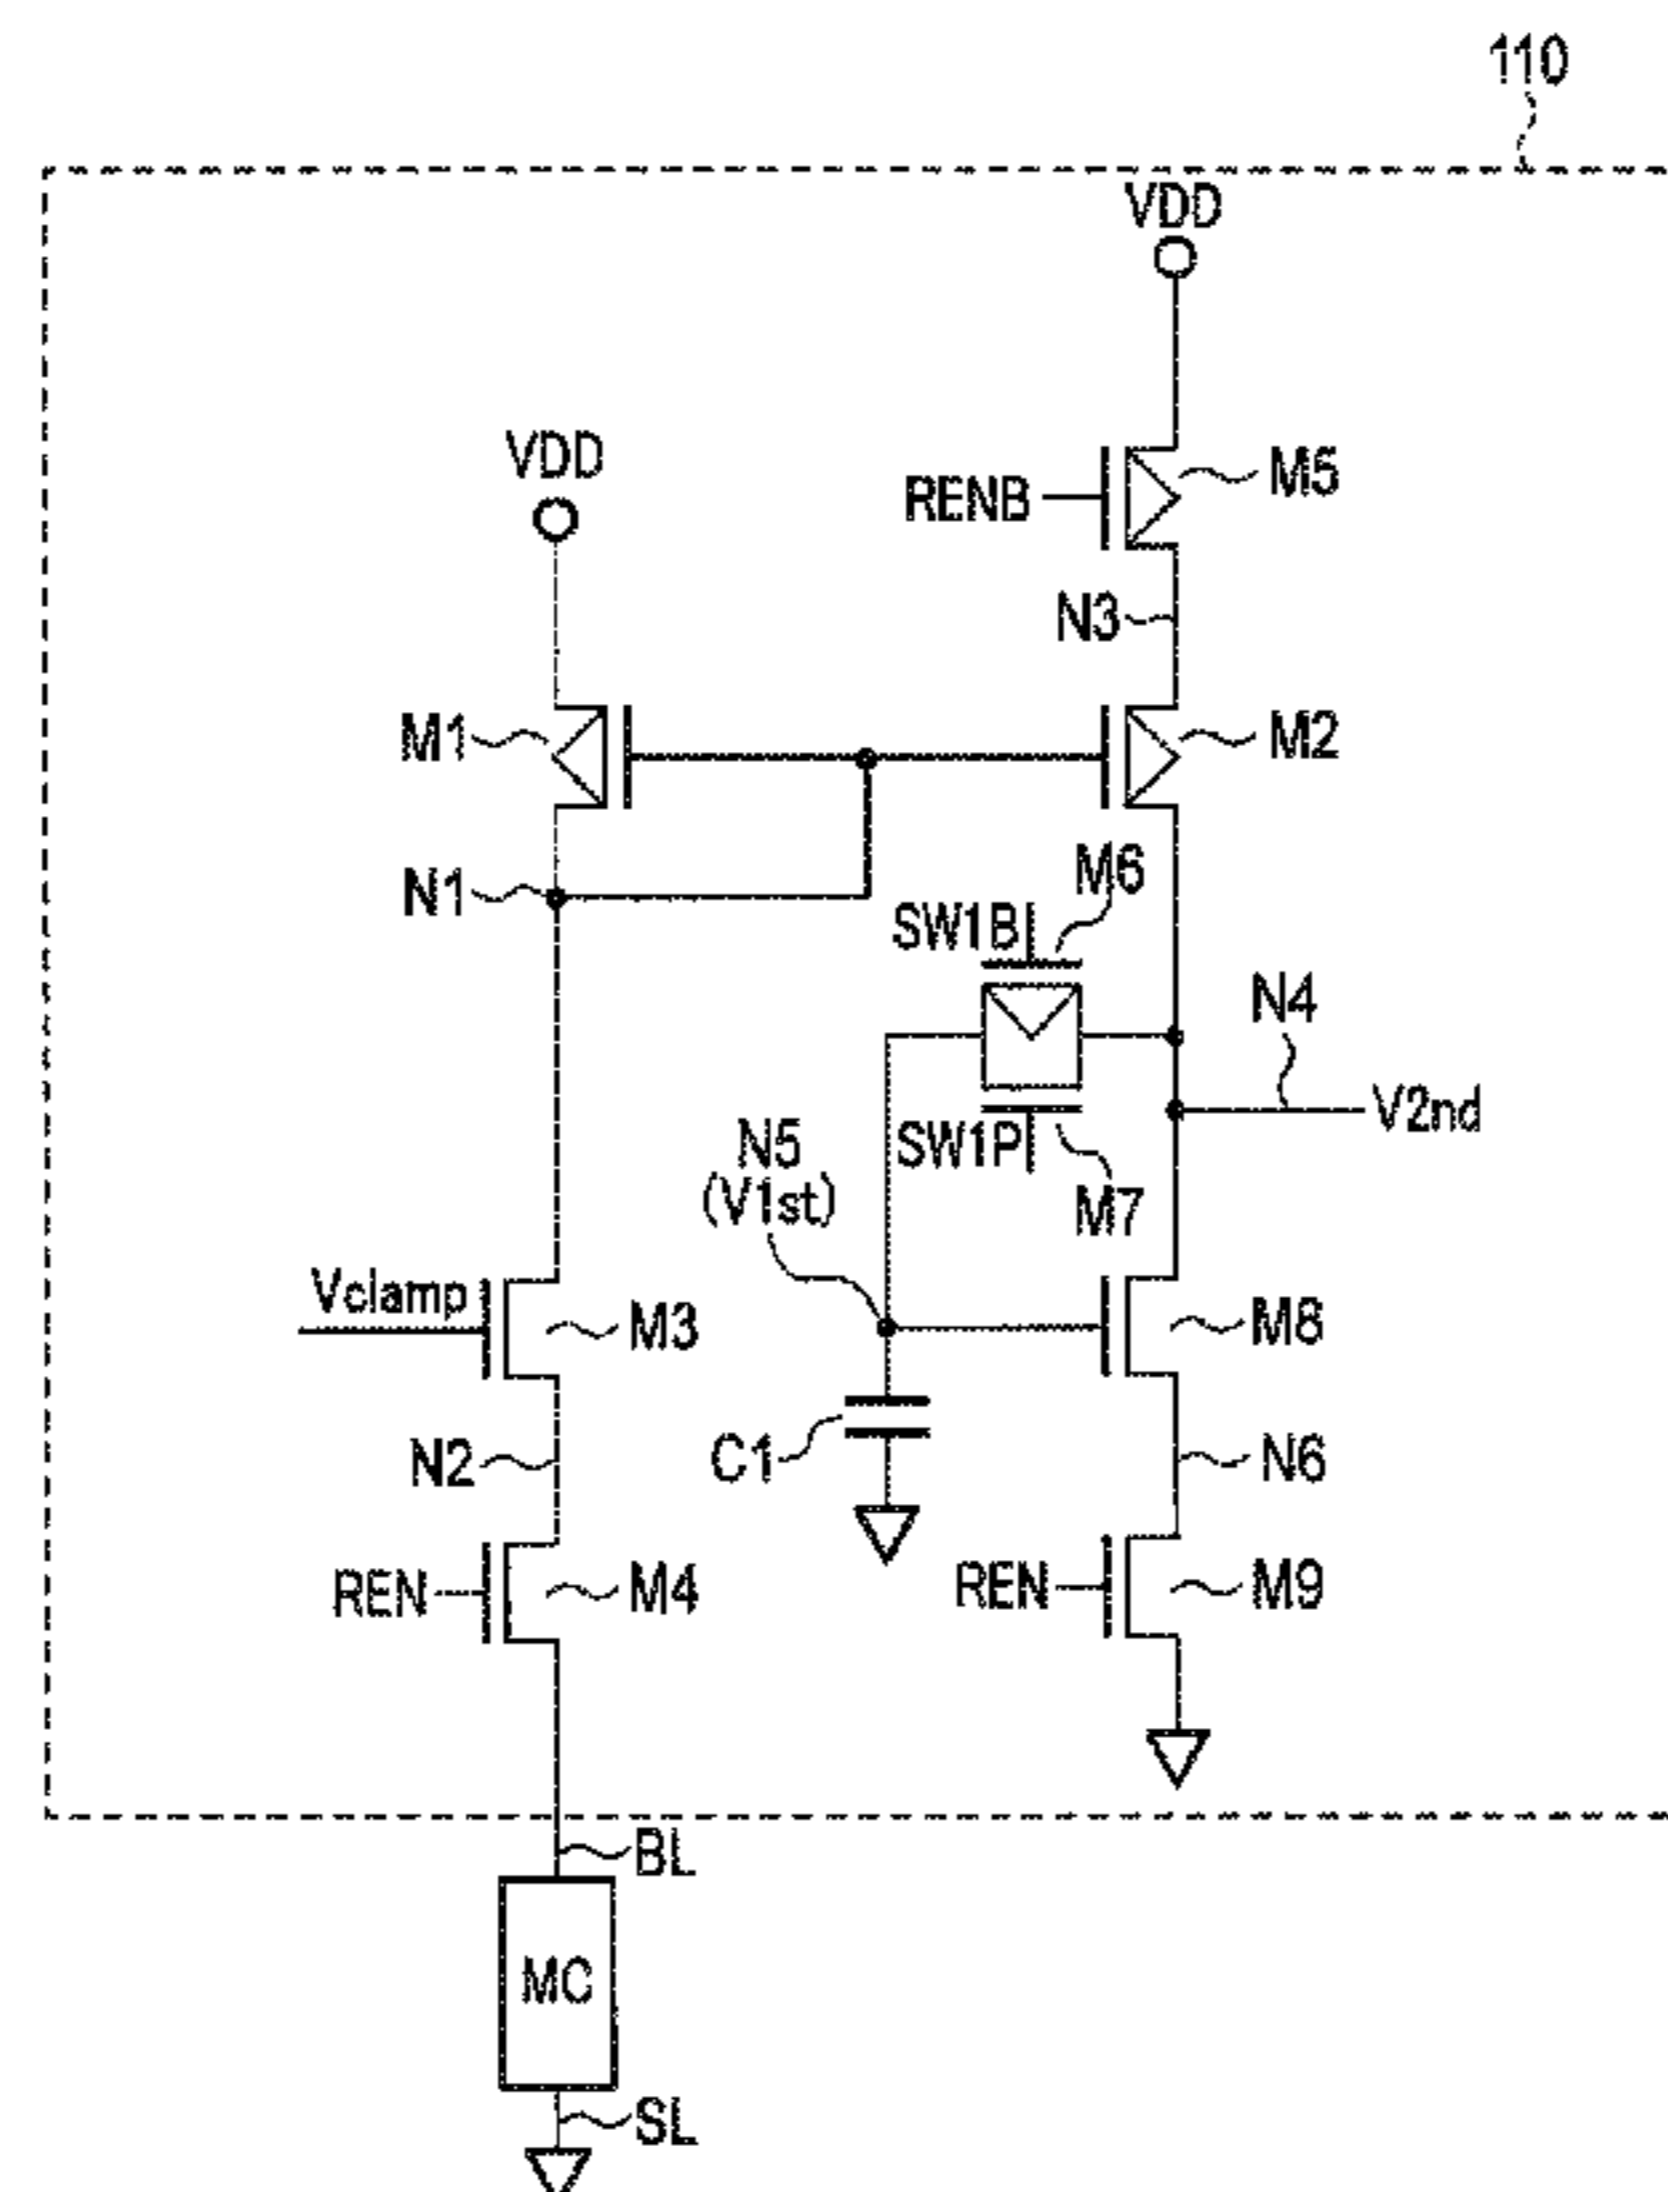 110
VDD
VDD
RENB
M5
N3
M1
M2
N1
M6
SW1B
N4
V2nd
SW1P
M7
N5
(V1st)
Vclamp
M3
M8
N2
C1
N6
REN
M4
REN
M9
BL
MC
SL